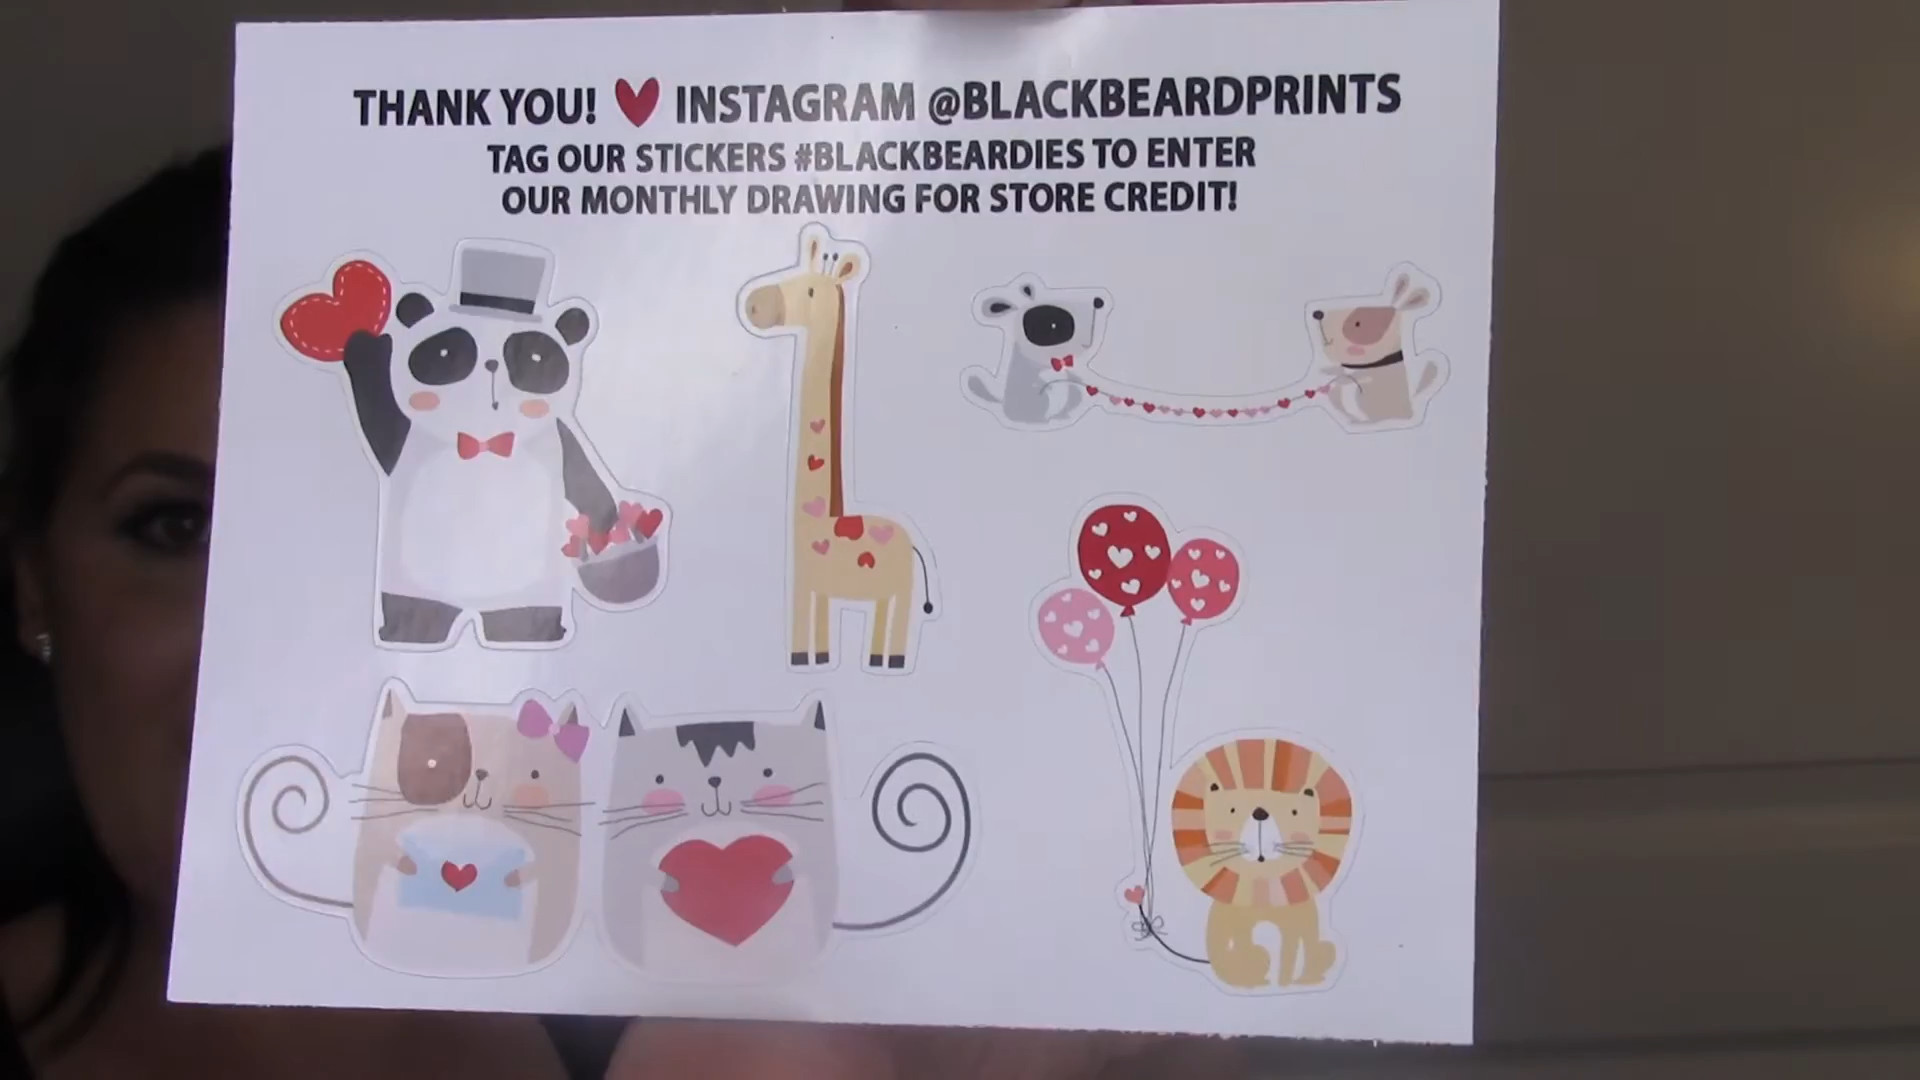 THANK YOU! INSTAGRAM @BLACKBEARDPRINTS
TAG OUR STICKERS #BLACKBEARDIES TO ENTER
OUR MONTHLY DRAWING FOR STORE CREDIT!